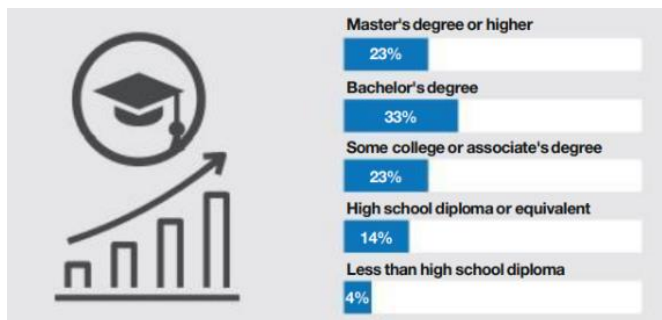 Master's degree or higher
23%
Bachelor's degree
33%
Some college or associate's degree
23%
High school diploma or equivalent
14%
Less than high school diploma
4%